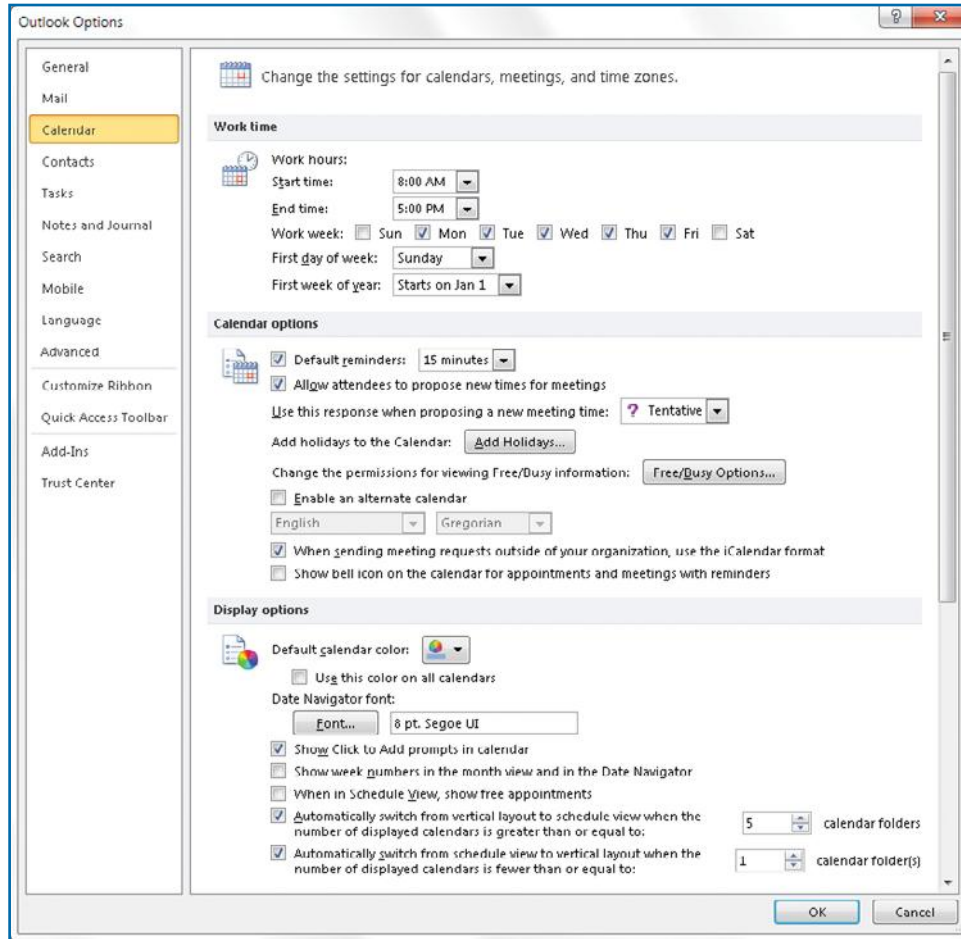 Outlook Options
General
Mail
Calendar
Contacts
Tasks
Notes and Journal
Search
Mobile
Language
Advanced
Customize Ribbon
Quick Access Toolbar
Add-Ins
Trust Center
Change the settings for calendars, meetings, and time zones.
Work time
Work hours:
Start time: 8:00 AM
End time: 5:00 PM
Work week: Sun Mon Tue Wed Thu Fri Sat
First day of week: Sunday
First week of year: Starts on Jan 1
Calendar options
Default reminders: 15 minutes
Allow attendees to propose new times for meetings
Use this response when proposing a new meeting time: ? Tentative
Add holidays to the Calendar: Add Holidays...
Change the permissions for viewing Free/Busy information: Free/Busy Options...
Enable an alternate calendar
English Gregorian
When sending meeting requests outside of your organization, use the iCalendar format
Show bell icon on the calendar for appointments and meetings with reminders
Display options
Default calendar color:
Use this color on all calendars
Date Navigator font:
Font... 8 pt. Segoe UI
Show Click to Add prompts in calendar
Show week numbers in the month view and in the Date Navigator
When in Schedule View, show free appointments
Automatically switch from vertical layout to schedule view when the
number of displayed calendars is greater than or equal to: 5 calendar folders
Automatically switch from schedule view to vertical layout when the
number of displayed calendars is fewer than or equal to: 1 calendar folder(s)
OK Cancel